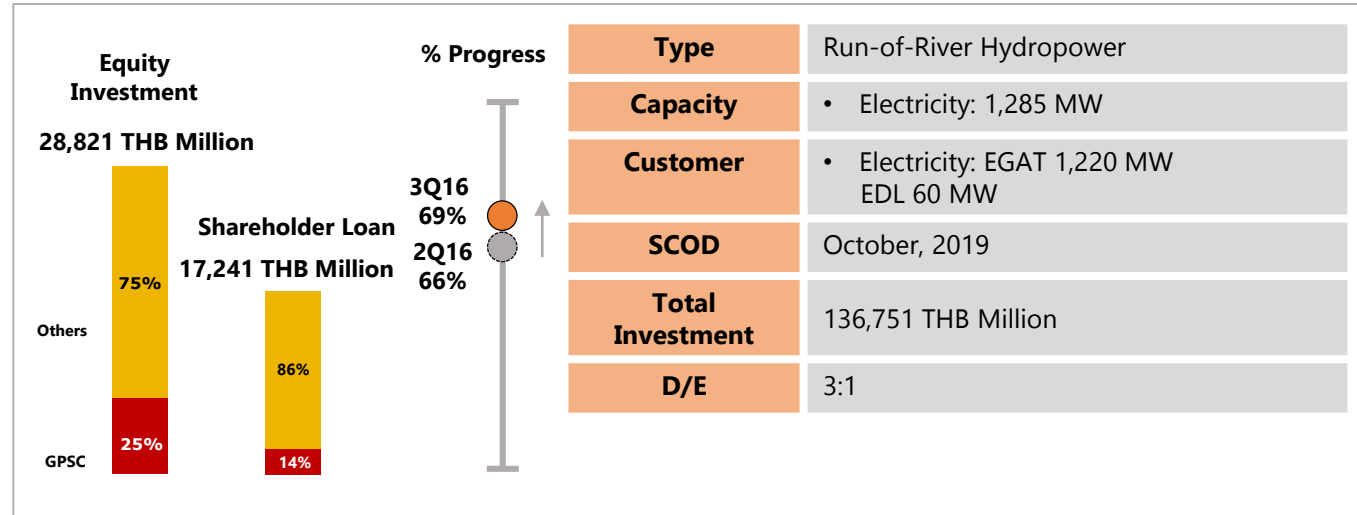 Equity
Investment
28,821 THB Million
75%
Others
25%
GPSC
Shareholder Loan
17,241 THB Million
86%
14%
% Progress
3Q16
69%
2Q16
66%
Type
Run-of-River Hydropower
Capacity
• Electricity: 1,285 MW
Customer
• Electricity: EGAT 1,220 MW
EDL 60 MW
SCOD
October, 2019
Total
Investment
136,751 THB Million
D/E
3:1